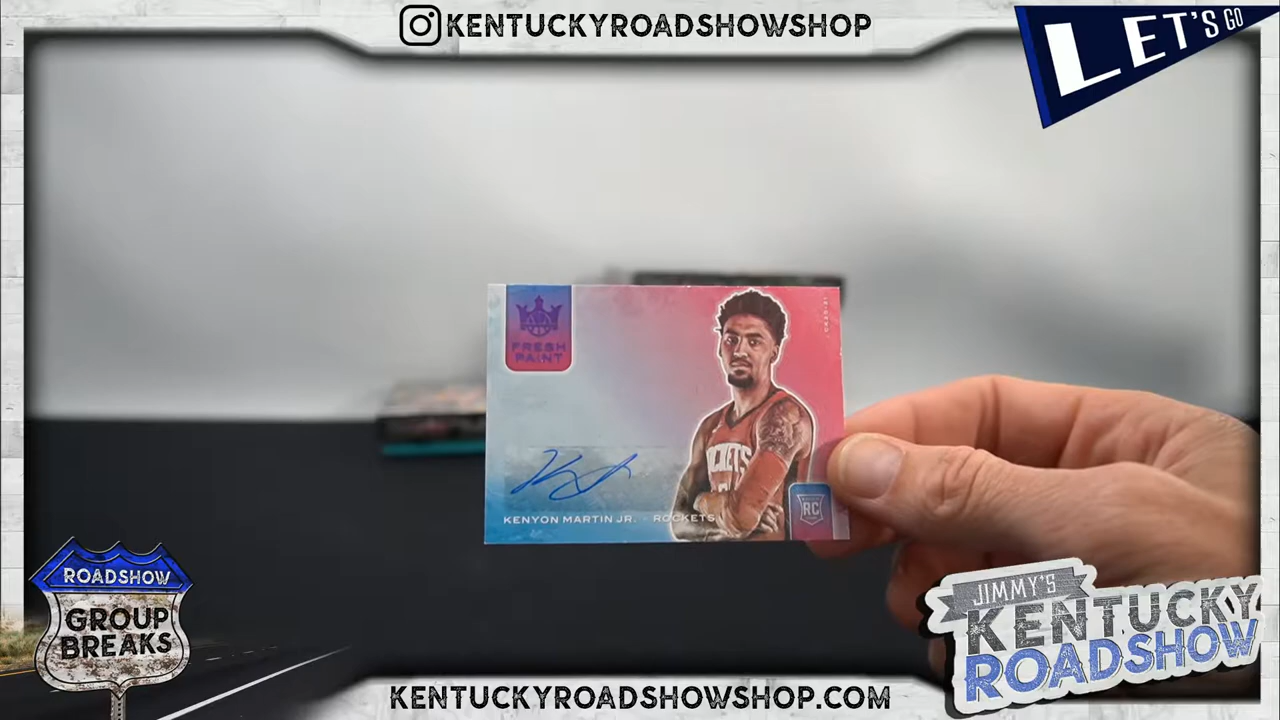 KENTUCKYROADSHOWSHOP
LET'S GO
FRESH
PAINT
ROCKETS
KENYON MARTIN JR. · ROCKETS
RC
ROADSHOW
GROUP
BREAKS
JIMMY'S
KENTUCKY
ROADSHOW
KENTUCKYROADSHOWSHOP.COM